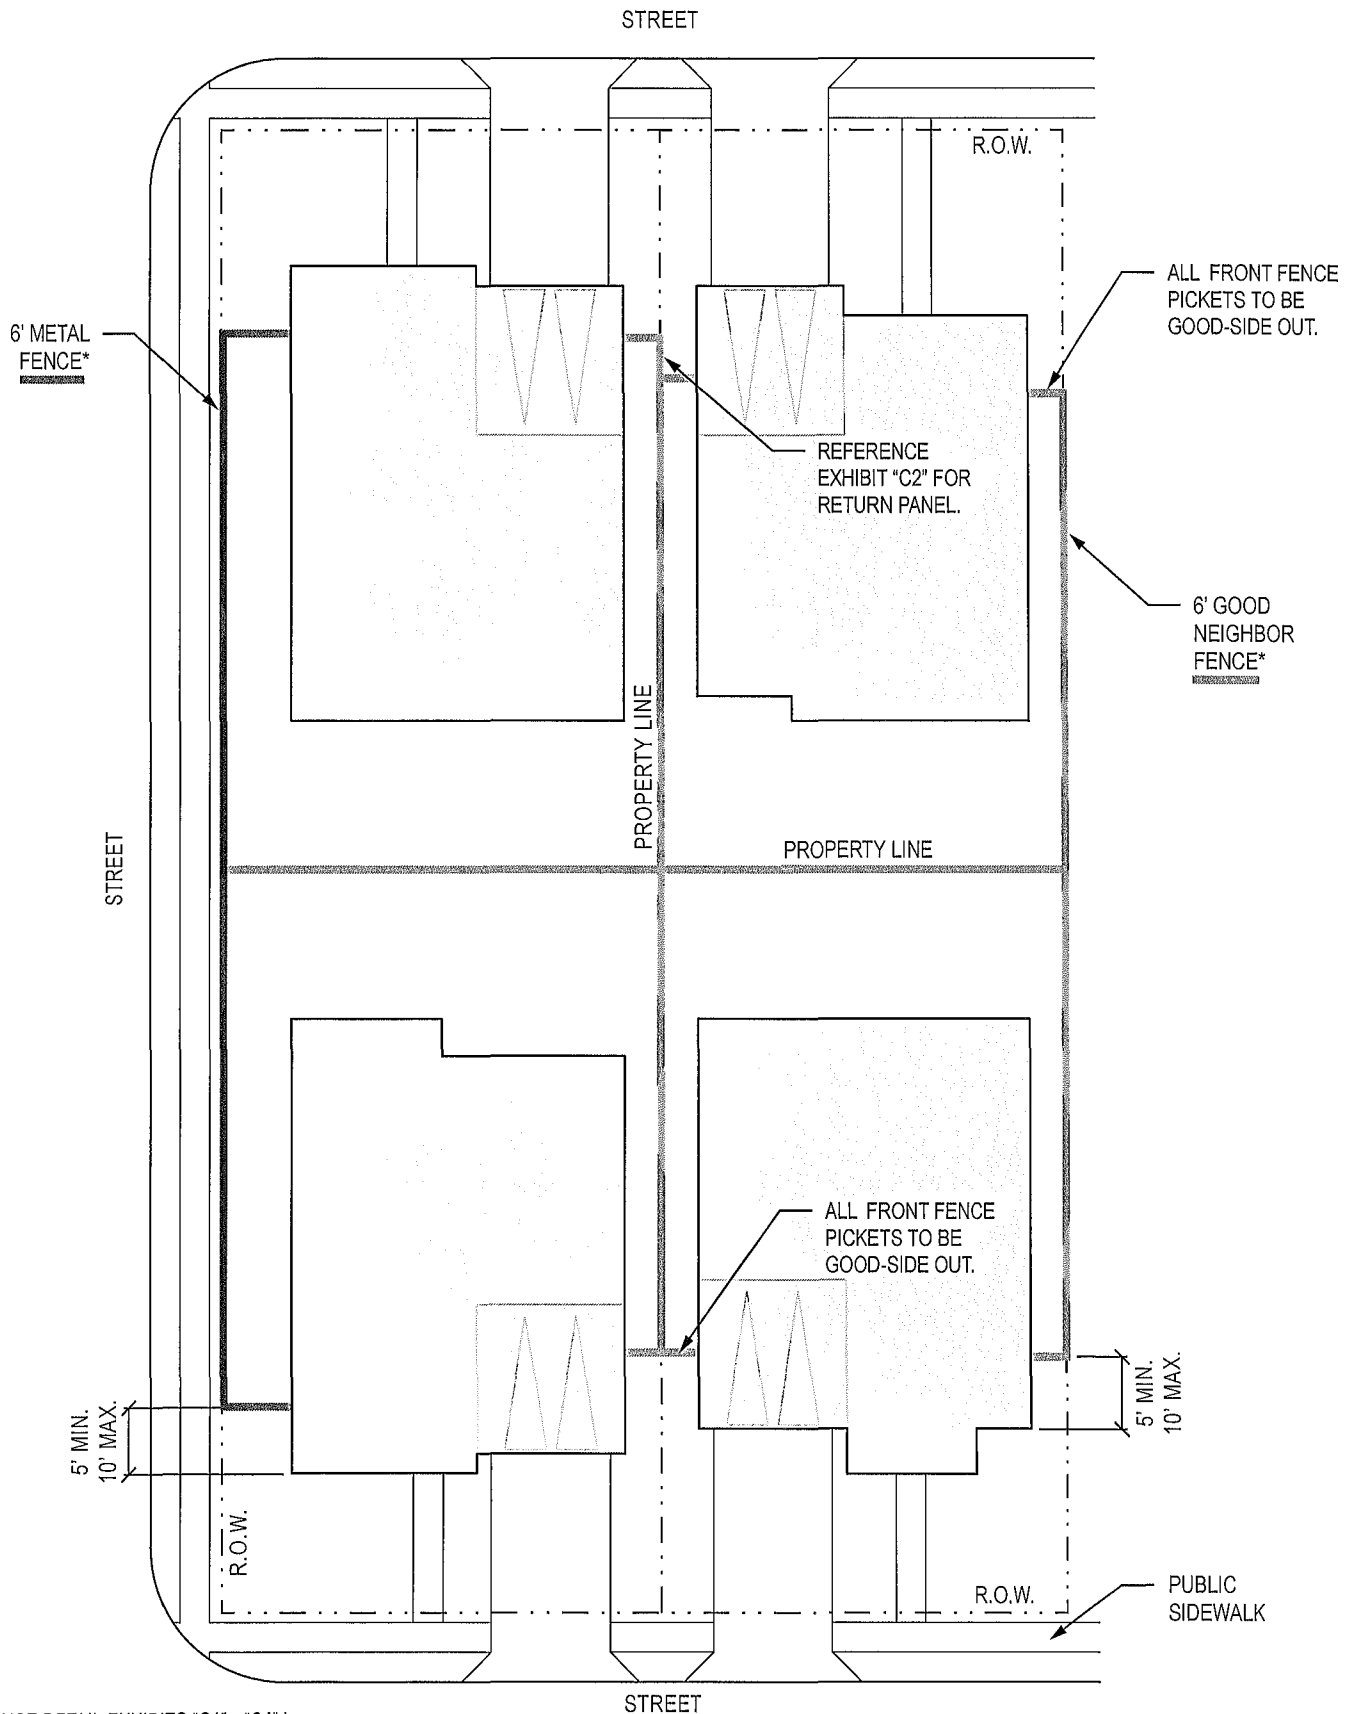 STREET
R.O.W.
ALL FRONT FENCE
PICKETS TO BE
GOOD-SIDE OUT.
6' METAL
FENCE*
REFERENCE
EXHIBIT "C2" FOR
RETURN PANEL.
6' GOOD
NEIGHBOR
FENCE*
PROPERTY LINE
PROPERTY LINE
STREET
ALL FRONT FENCE
PICKETS TO BE
GOOD-SIDE OUT.
5' MIN.
10' MAX.
5' MIN.
10' MAX.
R.O.W.
R.O.W.
PUBLIC
SIDEWALK
STREET